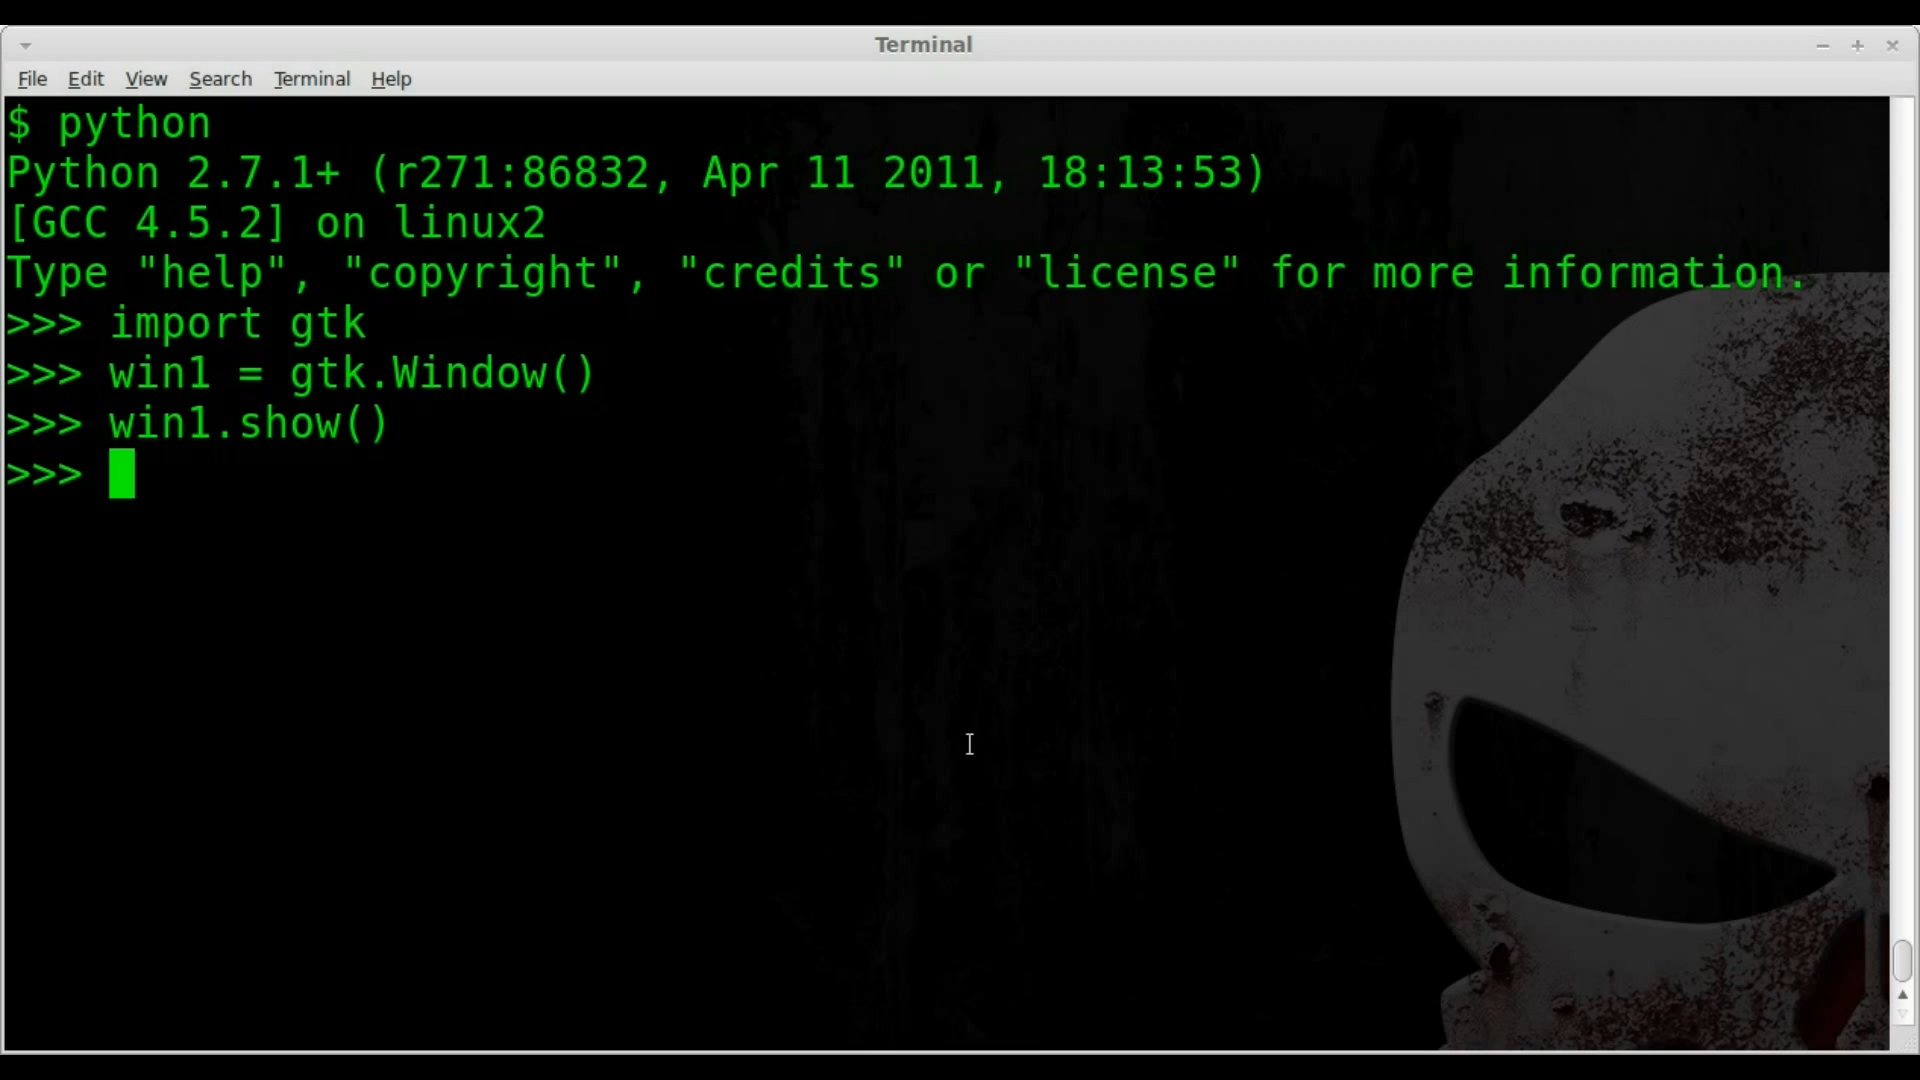 Terminal
File Edit View Search Terminal Help
$ python
Python 2.7.1+ (r271:86832, Apr 11 2011, 18:13:53)
[GCC 4.5.2] on linux2
Type "help", "copyright", "credits" or "license" for more information.
>>> import gtk
>>> win1 = gtk.Window()
>>> win1.show()
>>>